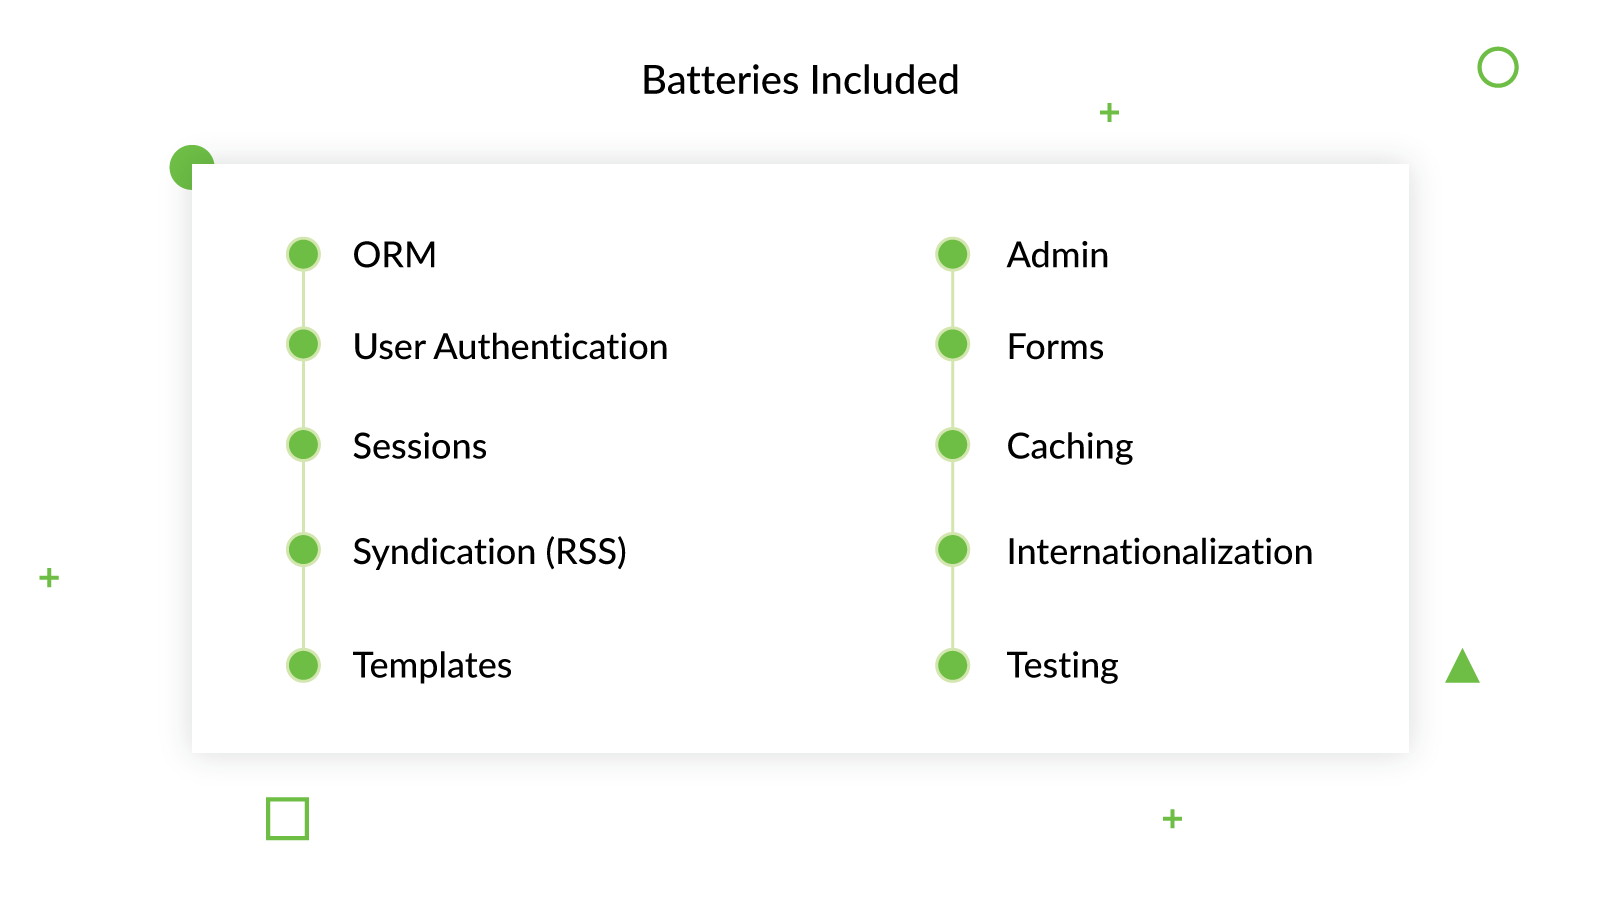 Batteries Included
ORM
User Authentication
Sessions
Syndication (RSS)
Templates
Admin
Forms
Caching
Internationalization
Testing